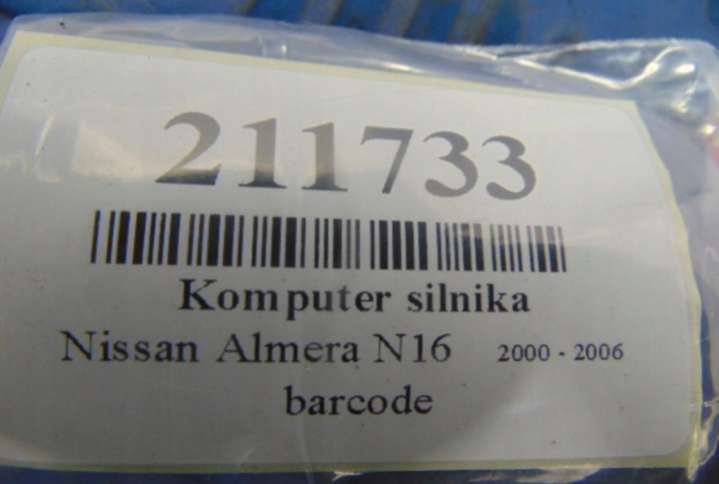 211733
Komputer silnika
Nissan Almera N16 2000 - 2006
barcode